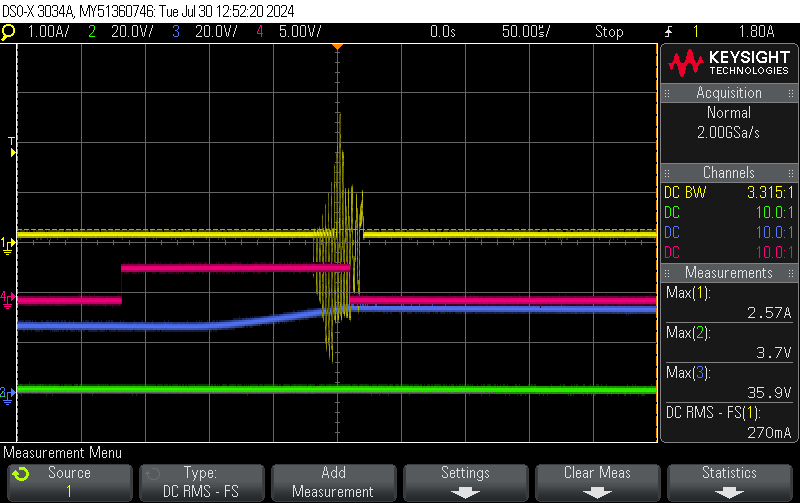 DSO-X 3034A, MY51360746: Tue Jul 30 12:52:20 2024
1.00A/ 2 20.0V/ 3 20.0V/ 4 5.00V/ 0.0s 50.00ms/ Stop 1 1.80A
KEYSIGHT
TECHNOLOGIES
Acquisition
Normal
2.00GSa/s
Channels
DC BW 3.315:1
DC 10.0:1
DC 10.0:1
DC 10.0:1
Measurements
Max(1):
2.57A
Max(2):
3.7V
Max(3):
35.9V
DC RMS - FS(1):
270mA
T
1
4
2
Measurement Menu
Source
1
Type:
DC RMS - FS
Add
Measurement
Settings
Clear Meas
Statistics